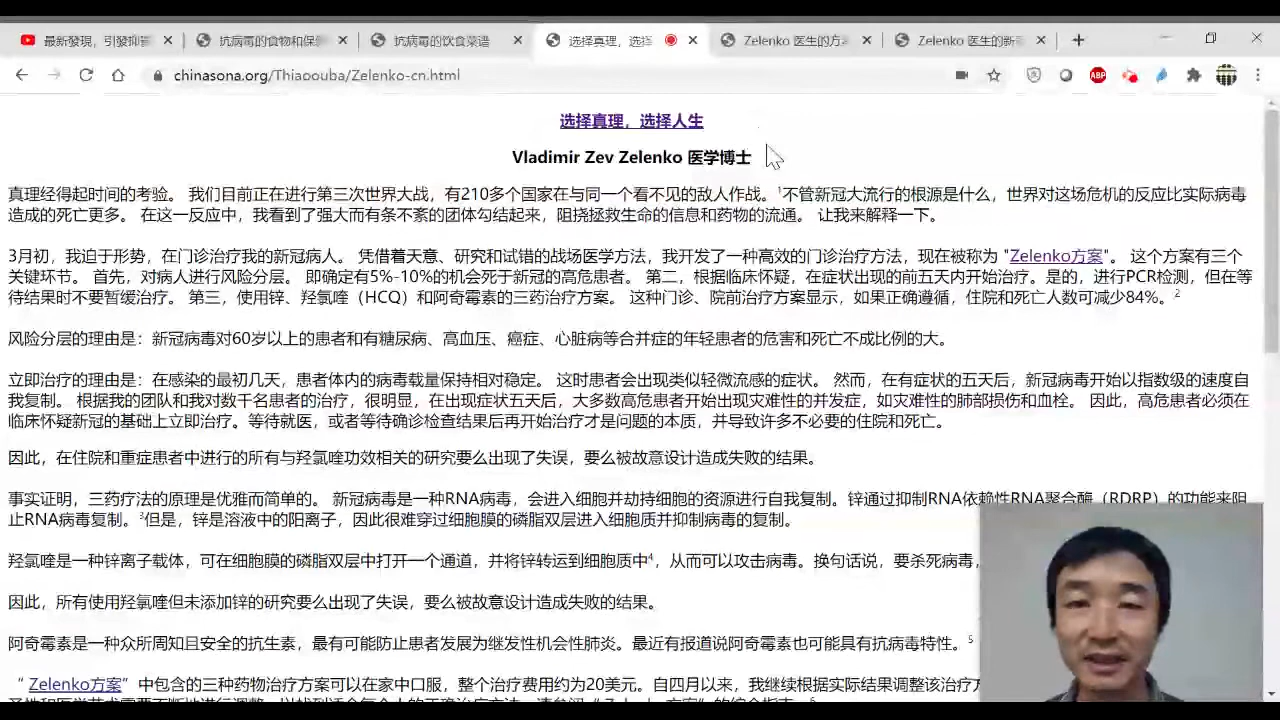 最新發現，引發抑
抗病毒的食物和保
抗病毒的饮食菜谱
选择真理，选择
Zelenko 医生的方
Zelenko 医生的新
chinasona.org/Thiaoouba/Zelenko-cn.html
ABP
选择真理，选择人生
Vladimir Zev Zelenko 医学博士
真理经得起时间的考验。 我们目前正在进行第三次世界大战，有210多个国家在与同一个看不见的敌人作战。1不管新冠大流行的根源是什么，世界对这场危机的反应比实际病毒
造成的死亡更多。 在这一反应中，我看到了强大而有条不紊的团体勾结起来，阻挠拯救生命的信息和药物的流通。 让我来解释一下。
3月初，我迫于形势，在门诊治疗我的新冠病人。 凭借着天意、研究和试错的战场医学方法，我开发了一种高效的门诊治疗方法，现在被称为 "Zelenko方案"。 这个方案有三个
关键环节。 首先，对病人进行风险分层。 即确定有5%-10%的机会死于新冠的高危患者。 第二，根据临床怀疑，在症状出现的前五天内开始治疗。是的，进行PCR检测，但在等
待结果时不要暂缓治疗。 第三，使用锌、羟氯喹（HCQ）和阿奇霉素的三药治疗方案。 这种门诊、院前治疗方案显示，如果正确遵循，住院和死亡人数可减少84%。2
风险分层的理由是：新冠病毒对60岁以上的患者和有糖尿病、高血压、癌症、心脏病等合并症的年轻患者的危害和死亡不成比例的大。
立即治疗的理由是：在感染的最初几天，患者体内的病毒载量保持相对稳定。 这时患者会出现类似轻微流感的症状。 然而，在有症状的五天后，新冠病毒开始以指数级的速度自
我复制。 根据我的团队和我对数千名患者的治疗，很明显，在出现症状五天后，大多数高危患者开始出现灾难性的并发症，如灾难性的肺部损伤和血栓。 因此，高危患者必须在
临床怀疑新冠的基础上立即治疗。等待就医，或者等待确诊检查结果后再开始治疗才是问题的本质，并导致许多不必要的住院和死亡。
因此，在住院和重症患者中进行的所有与羟氯喹功效相关的研究要么出现了失误，要么被故意设计造成失败的结果。
事实证明，三药疗法的原理是优雅而简单的。 新冠病毒是一种RNA病毒，会进入细胞并劫持细胞的资源进行自我复制。锌通过抑制RNA依赖性RNA聚合酶（RDRP）的功能来阻
止RNA病毒复制。3但是，锌是溶液中的阳离子，因此很难穿过细胞膜的磷脂双层进入细胞质并抑制病毒的复制。
羟氯喹是一种锌离子载体，可在细胞膜的磷脂双层中打开一个通道，并将锌转运到细胞质中4，从而可以攻击病毒。换句话说，要杀死病毒，
因此，所有使用羟氯喹但未添加锌的研究要么出现了失误，要么被故意设计造成失败的结果。
阿奇霉素是一种众所周知且安全的抗生素，最有可能防止患者发展为继发性机会性肺炎。最近有报道说阿奇霉素也可能具有抗病毒特性。5
“ Zelenko方案” 中包含的三种药物治疗方案可以在家中口服，整个治疗费用约为20美元。自四月以来，我继续根据实际结果调整该治疗方